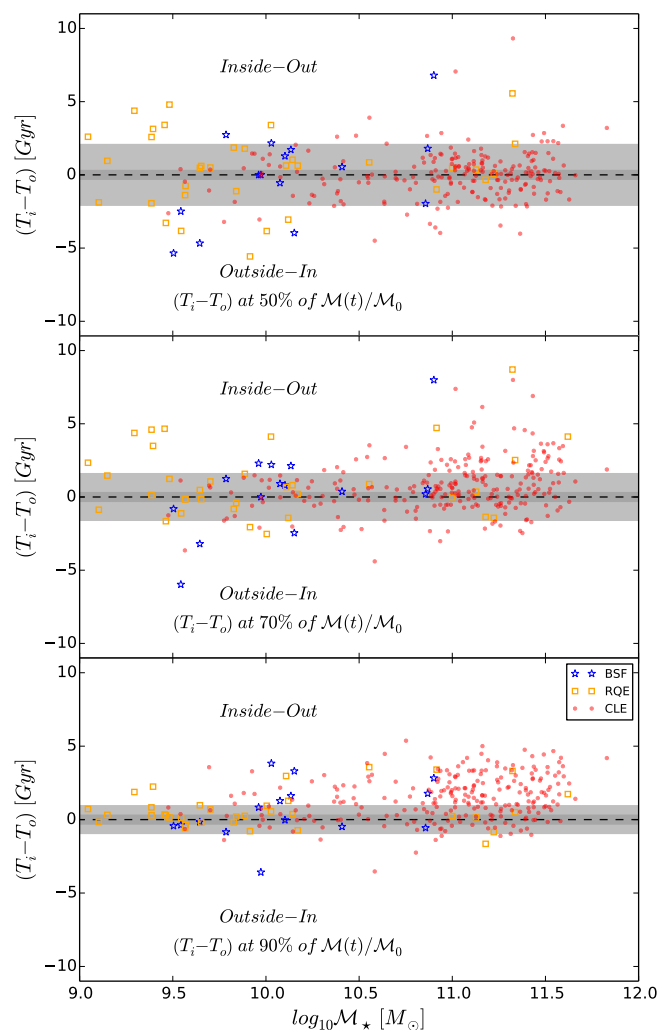 10
5
0
−5
−10
(T_i−T_o) [Gyr]
Inside−Out
Outside−In
(T_i−T_o) at 50% of M(t)/M_0
10
5
0
−5
−10
(T_i−T_o) [Gyr]
Inside−Out
Outside−In
(T_i−T_o) at 70% of M(t)/M_0
10
5
0
−5
−10
(T_i−T_o) [Gyr]
Inside−Out
BSF
RQE
CLE
Outside−In
(T_i−T_o) at 90% of M(t)/M_0
9.0 9.5 10.0 10.5 11.0 11.5 12.0
log_10 M_⋆ [M_⊙]